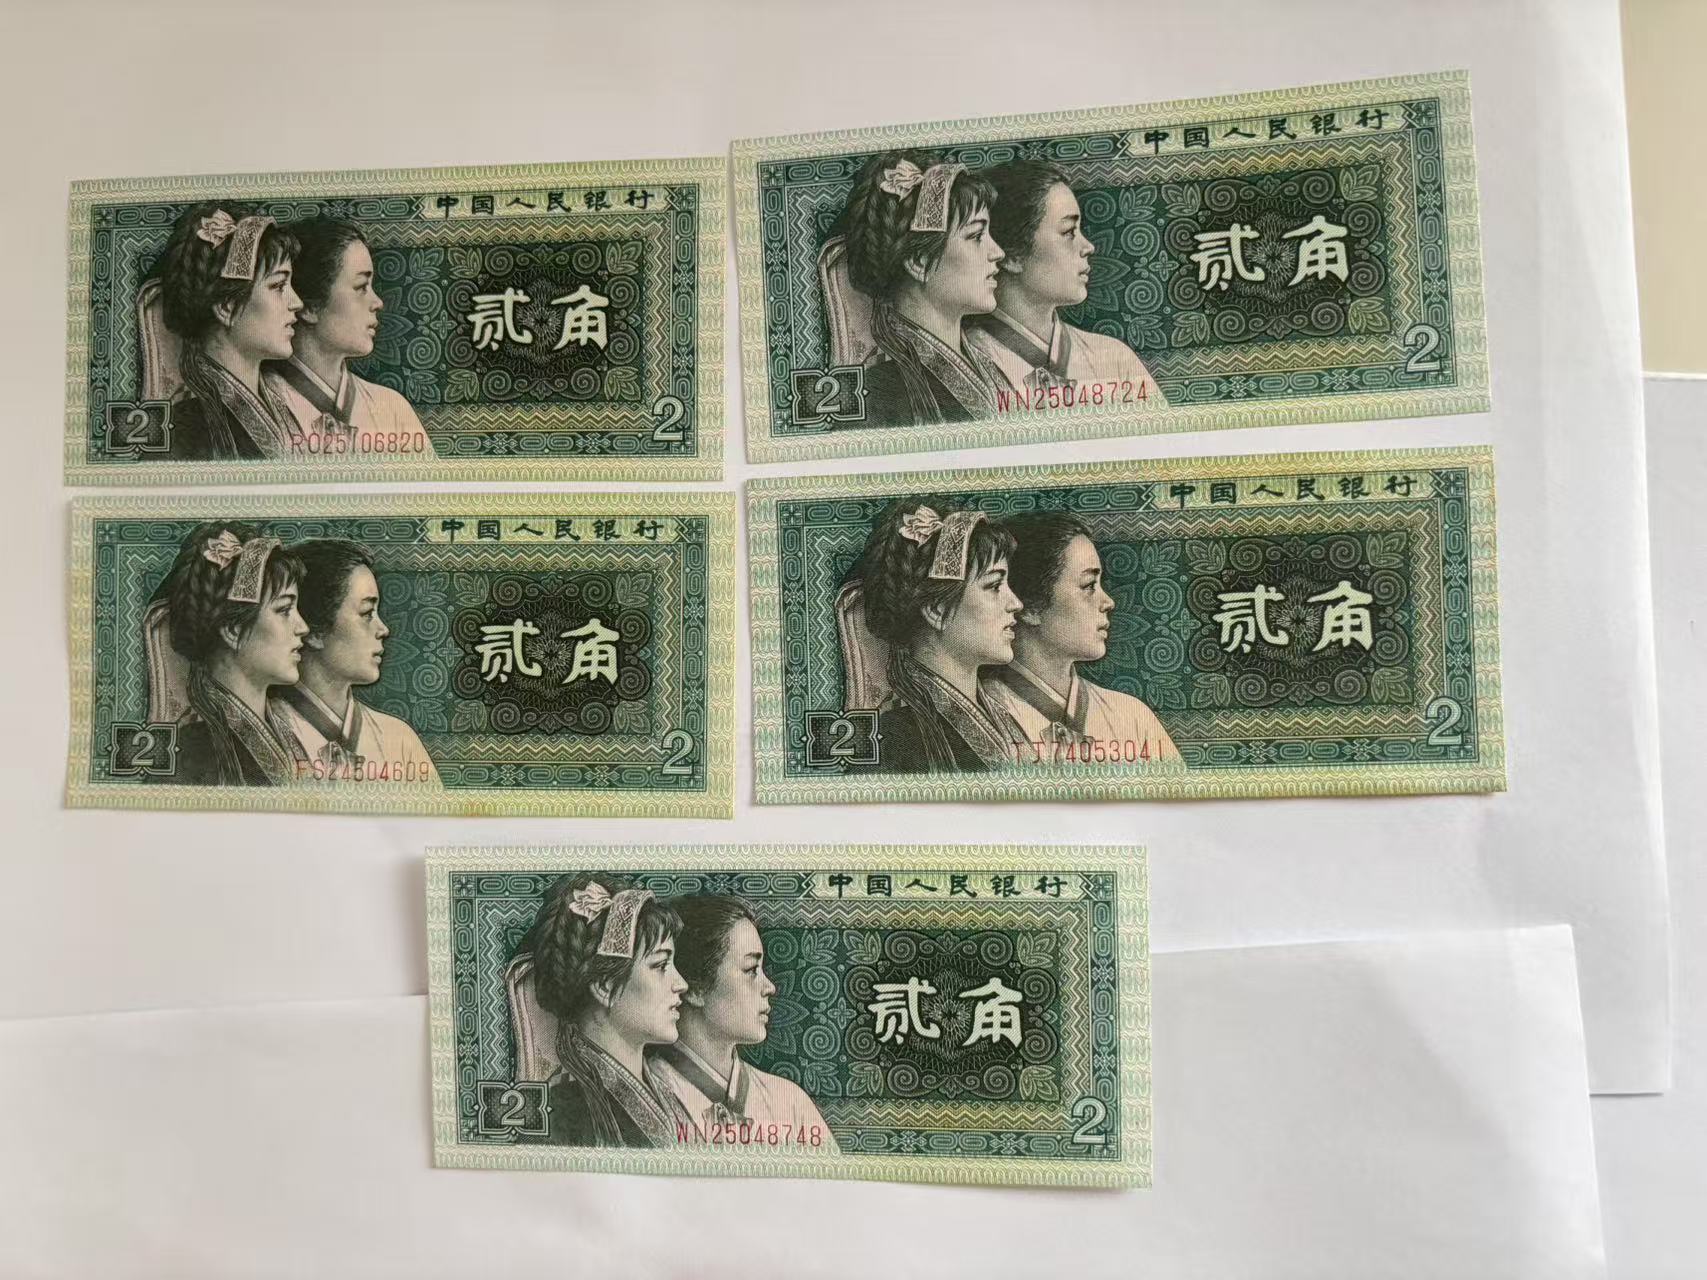 中国人民银行
贰角
2
2
RO25106820
中国人民银行
贰角
2
2
WN25048724
中国人民银行
贰角
2
2
FS24504609
中国人民银行
贰角
2
2
TJ74053041
中国人民银行
贰角
2
2
WN25048748